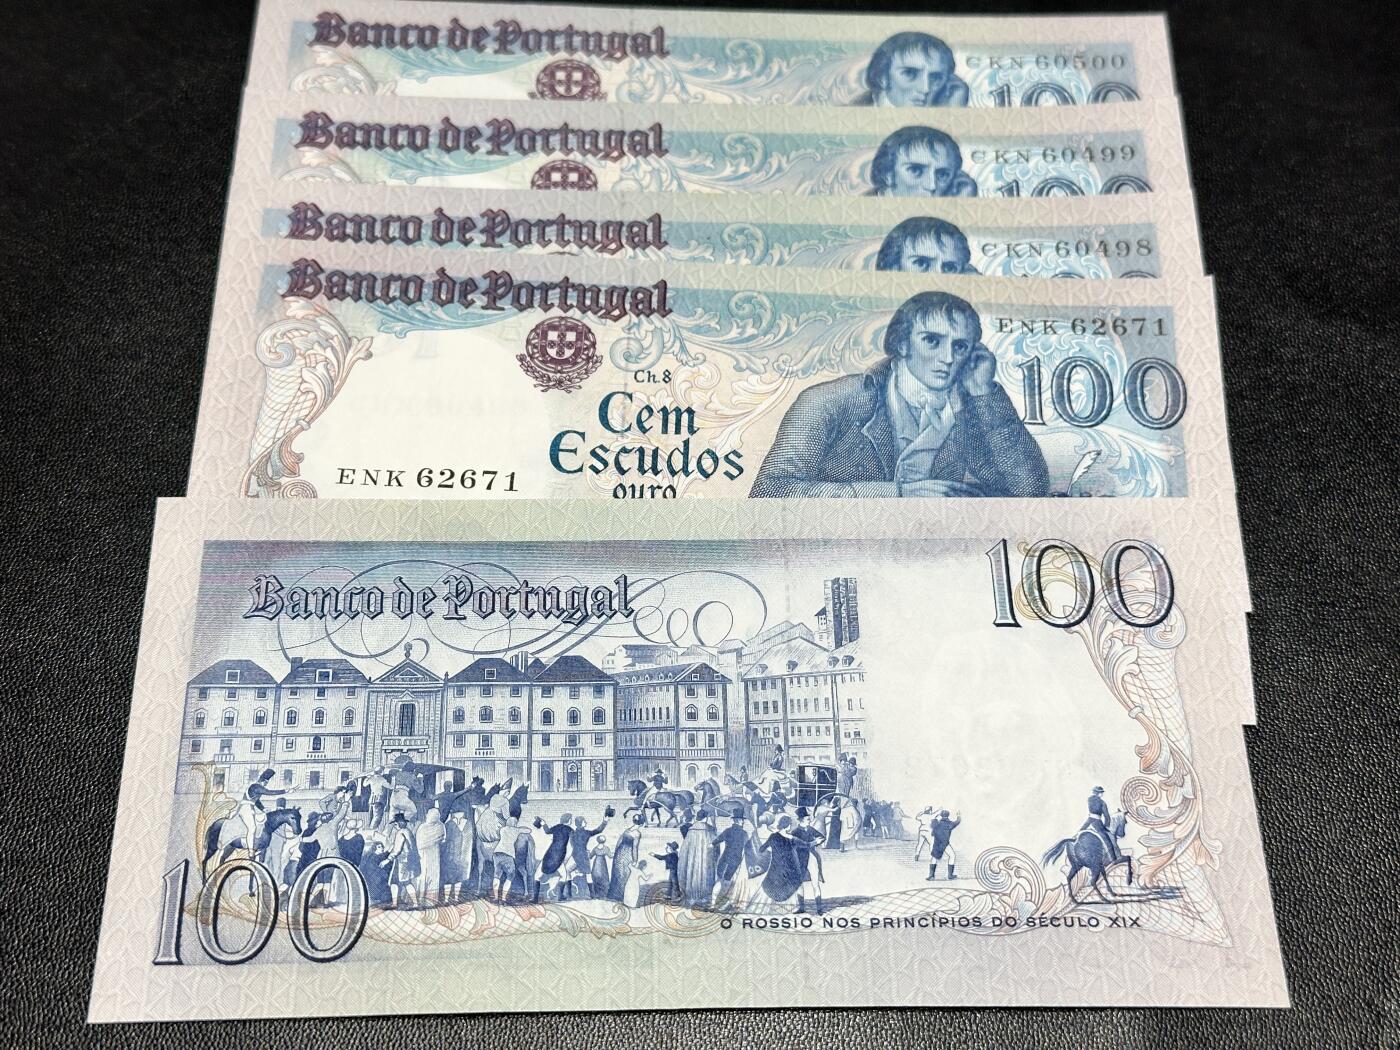 Banco de Portugal
CKN 60500
100
Banco de Portugal
CKN 60499
100
Banco de Portugal
CKN 60498
Banco de Portugal
ENK 62671
100
Ch. 8
Cem
Escudos
ouro
ENK 62671
100
Banco de Portugal
100
O ROSSIO NOS PRINCÍPIOS DO SÉCULO XIX